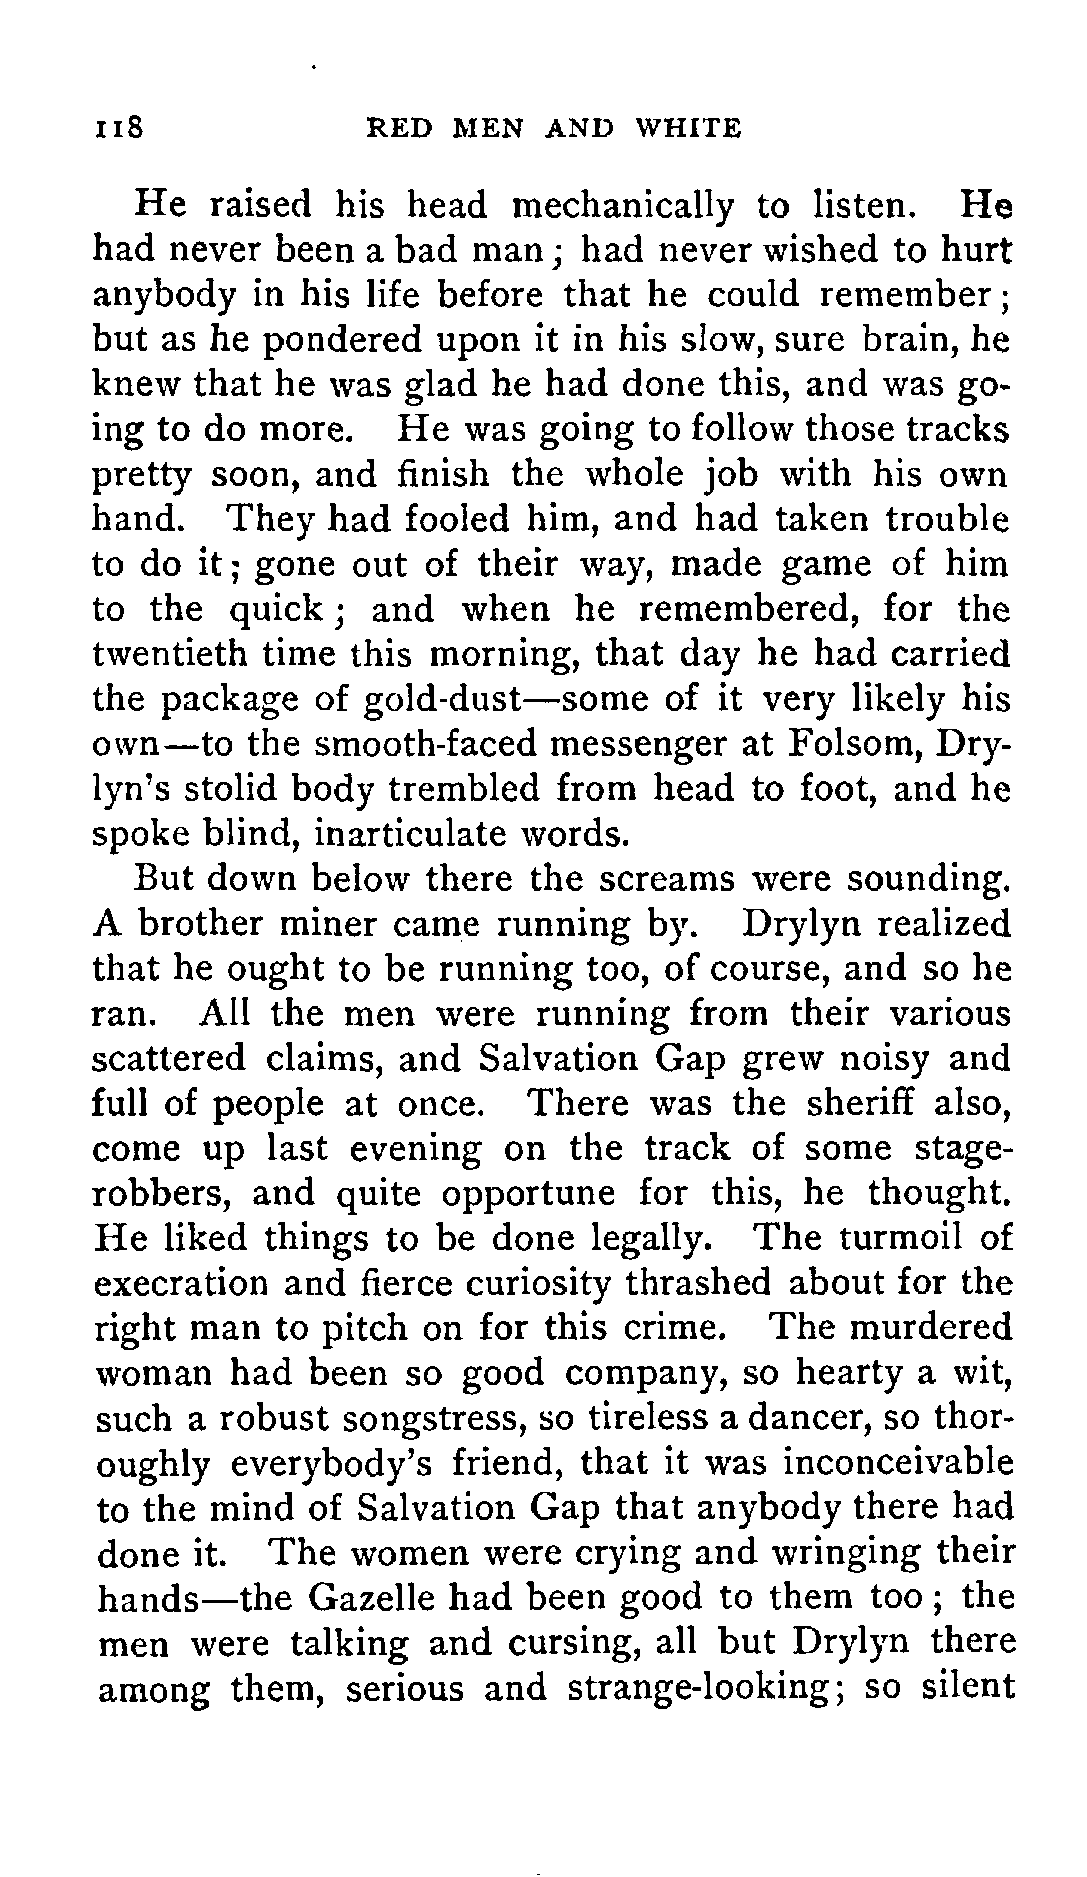 118 RED MEN AND WHITE
He raised his head mechanically to listen. He
had never been a bad man; had never wished to hurt
anybody in his life before that he could remember;
but as he pondered upon it in his slow, sure brain, he
knew that he was glad he had done this, and was go-
ing to do more. He was going to follow those tracks
pretty soon, and finish the whole job with his own
hand. They had fooled him, and had taken trouble
to do it; gone out of their way, made game of him
to the quick; and when he remembered, for the
twentieth time this morning, that day he had carried
the package of gold-dust—some of it very likely his
own—to the smooth-faced messenger at Folsom, Dry-
lyn's stolid body trembled from head to foot, and he
spoke blind, inarticulate words.
But down below there the screams were sounding.
A brother miner came running by. Drylyn realized
that he ought to be running too, of course, and so he
ran. All the men were running from their various
scattered claims, and Salvation Gap grew noisy and
full of people at once. There was the sheriff also,
come up last evening on the track of some stage-
robbers, and quite opportune for this, he thought.
He liked things to be done legally. The turmoil of
execration and fierce curiosity thrashed about for the
right man to pitch on for this crime. The murdered
woman had been so good company, so hearty a wit,
such a robust songstress, so tireless a dancer, so thor-
oughly everybody's friend, that it was inconceivable
to the mind of Salvation Gap that anybody there had
done it. The women were crying and wringing their
hands—the Gazelle had been good to them too; the
men were talking and cursing, all but Drylyn there
among them, serious and strange-looking; so silent